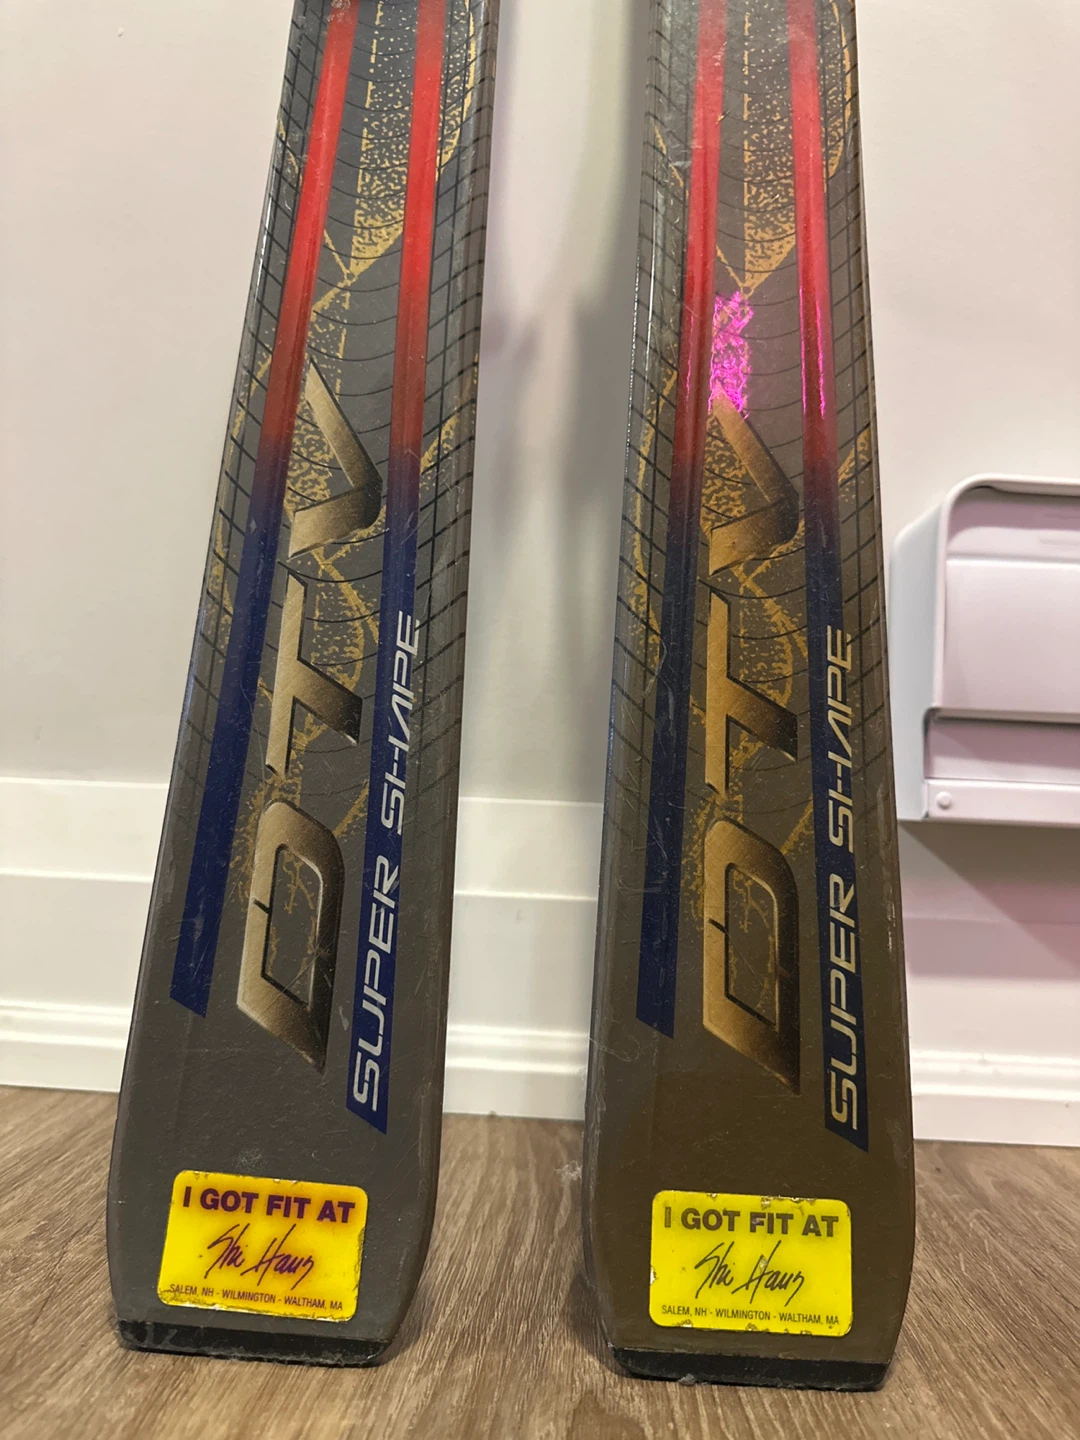 DTV
SUPER SHAPE
I GOT FIT AT
Ski Haus
SALEM, NH - WILMINGTON - WALTHAM, MA
DTV
SUPER SHAPE
I GOT FIT AT
Ski Haus
SALEM, NH - WILMINGTON - WALTHAM, MA